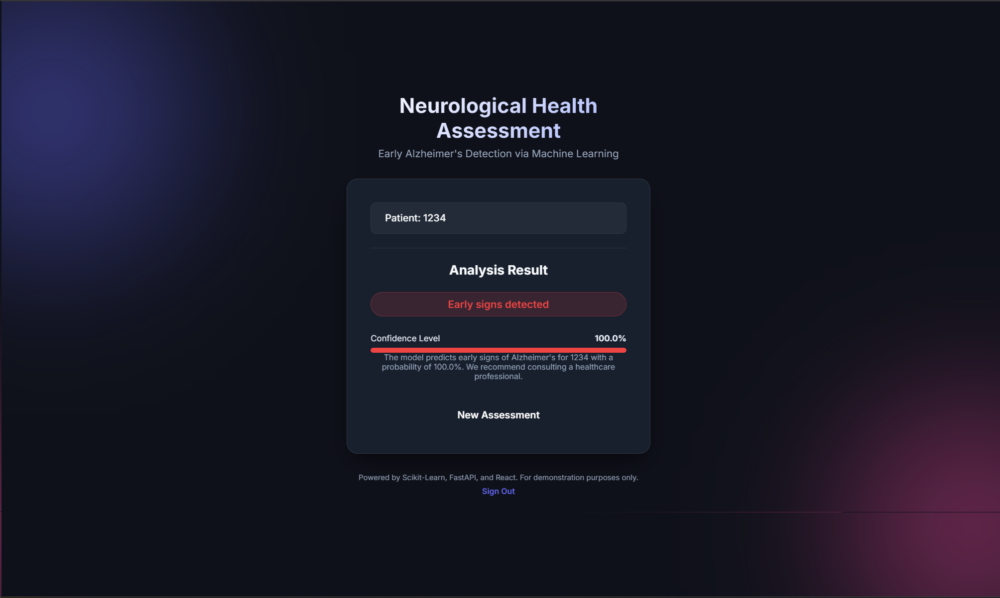 Neurological Health
Assessment
Early Alzheimer's Detection via Machine Learning
Patient: 1234
Analysis Result
Early signs detected
Confidence Level 100.0%
The model predicts early signs of Alzheimer's for 1234 with a
probability of 100.0%. We recommend consulting a healthcare
professional.
New Assessment
Powered by Scikit-Learn, FastAPI, and React. For demonstration purposes only.
Sign Out